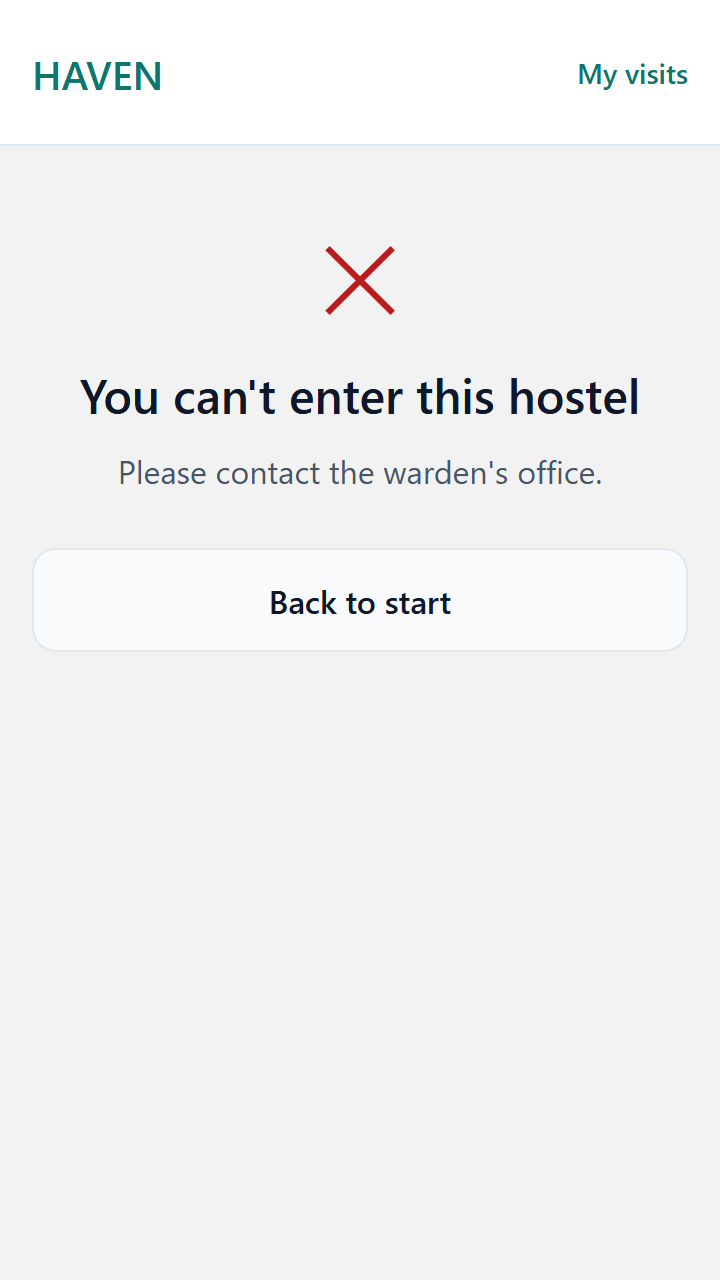 HAVEN
My visits
You can't enter this hostel
Please contact the warden's office.
Back to start